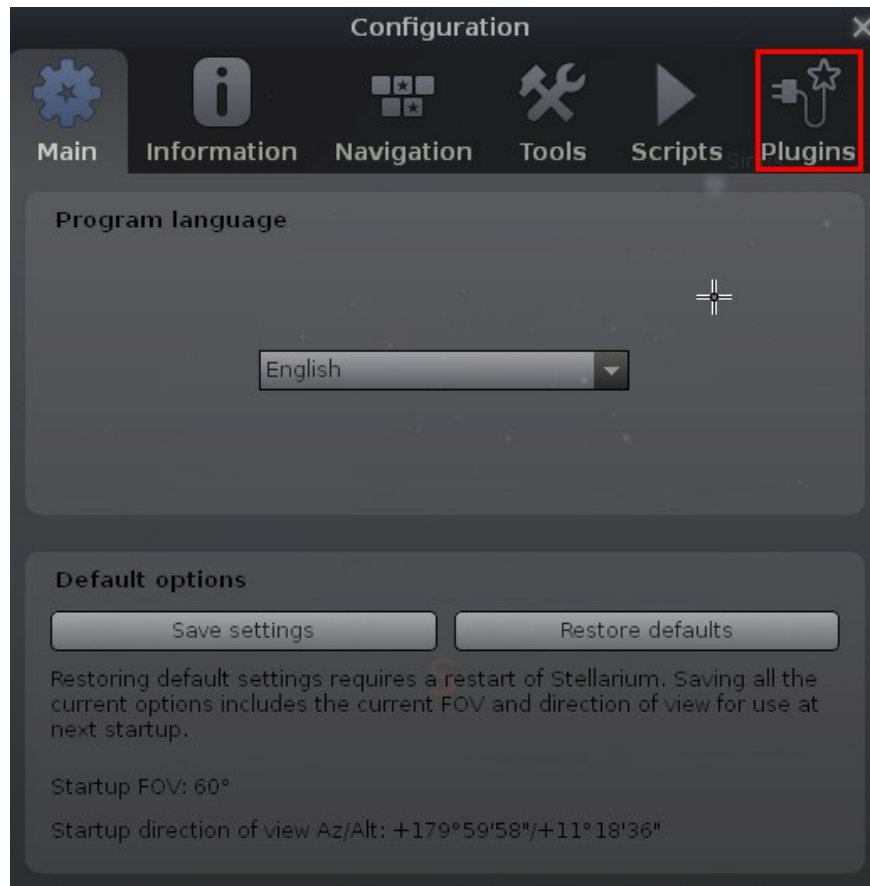 Configuration
Main Information Navigation Tools Scripts Plugins
Program language
English
Default options
Save settings Restore defaults
Restoring default settings requires a restart of Stellarium. Saving all the
current options includes the current FOV and direction of view for use at
next startup.
S
Startup FOV: 60°
Startup direction of view Az/Alt: +179°59'58"/+11°18'36"